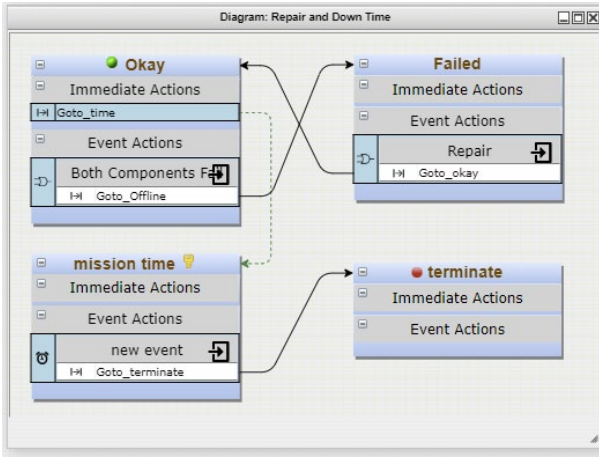 Diagram: Repair and Down Time
Okay
Immediate Actions
Goto_time
Event Actions
Both Components F
Goto_Offline
Failed
Immediate Actions
Event Actions
Repair
Goto_okay
mission time
Immediate Actions
Event Actions
new event
Goto_terminate
terminate
Immediate Actions
Event Actions